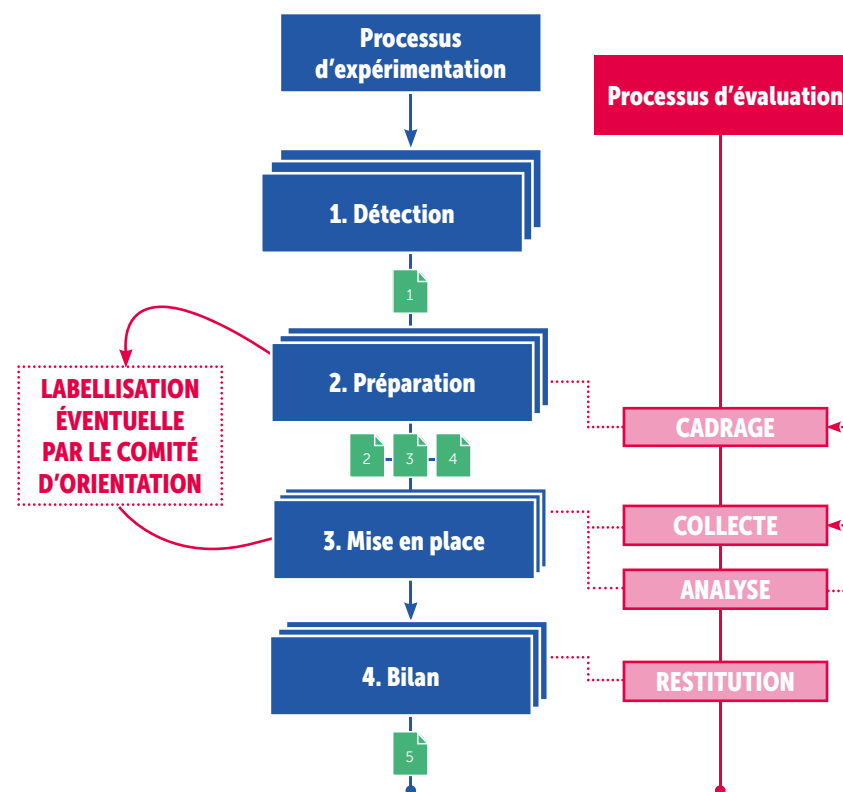 Processus
d'expérimentation
Processus d'évaluation
1. Détection
1
2. Préparation
LABELLISATION
ÉVENTUELLE
PAR LE COMITÉ
D'ORIENTATION
CADRAGE
2
3
4
3. Mise en place
COLLECTE
ANALYSE
4. Bilan
RESTITUTION
5